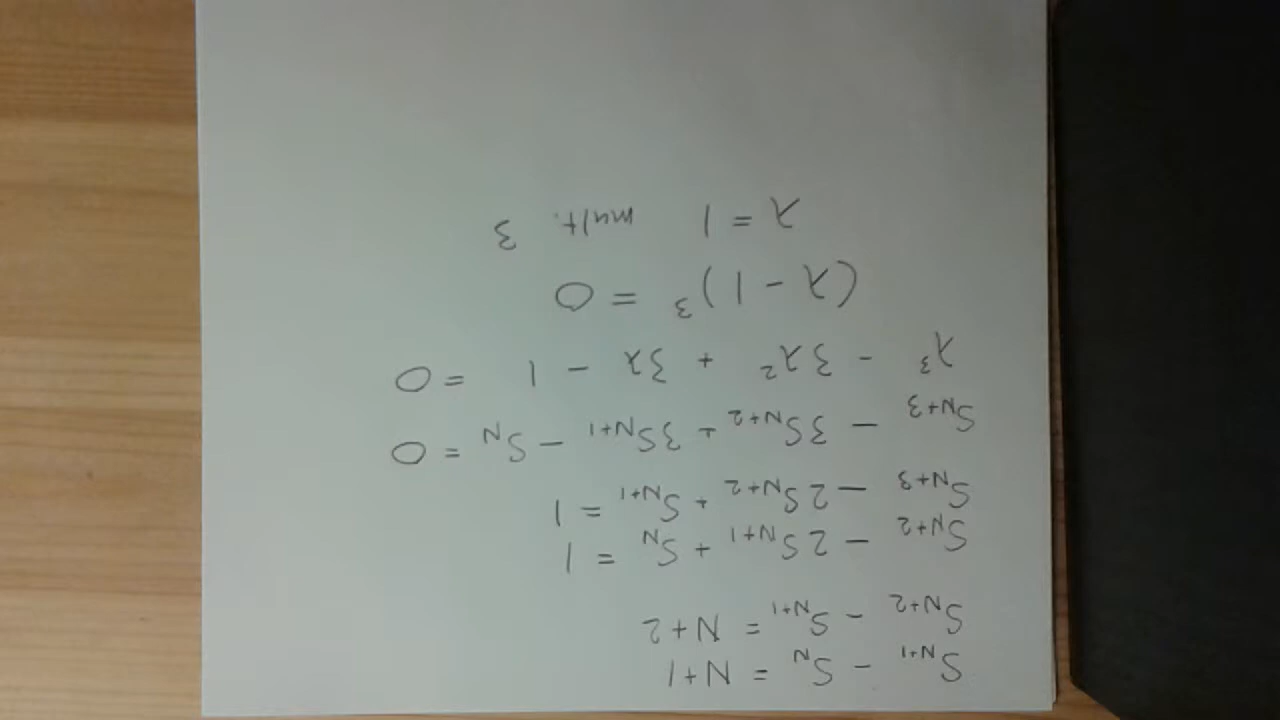 S_{N+1} - S_N = N+1
S_{N+2} - S_{N+1} = N+2
S_{N+2} - 2S_{N+1} + S_N = 1
S_{N+3} - 2S_{N+2} + S_{N+1} = 1
S_{N+3} - 3S_{N+2} + 3S_{N+1} - S_N = 0
λ³ - 3λ² + 3λ - 1 = 0
(λ - 1)³ = 0
λ = 1 mult. 3